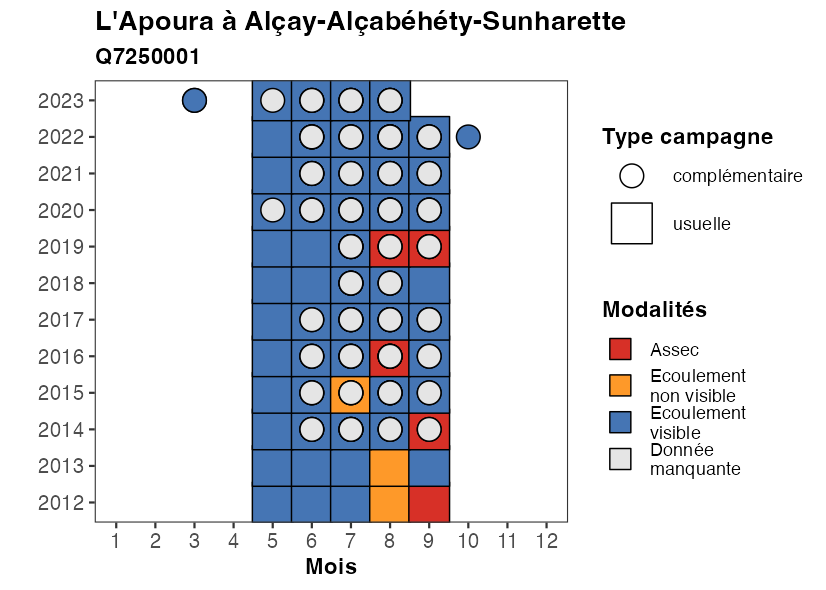 L'Apoura à Alçay-Alçabéhéty-Sunharette
Q7250001
2023
2022
2021
2020
2019
2018
2017
2016
2015
2014
2013
2012
1 2 3 4 5 6 7 8 9 10 11 12
Mois
Type campagne
complémentaire
usuelle
Modalités
Assec
Ecoulement
non visible
Ecoulement
visible
Donnée
manquante